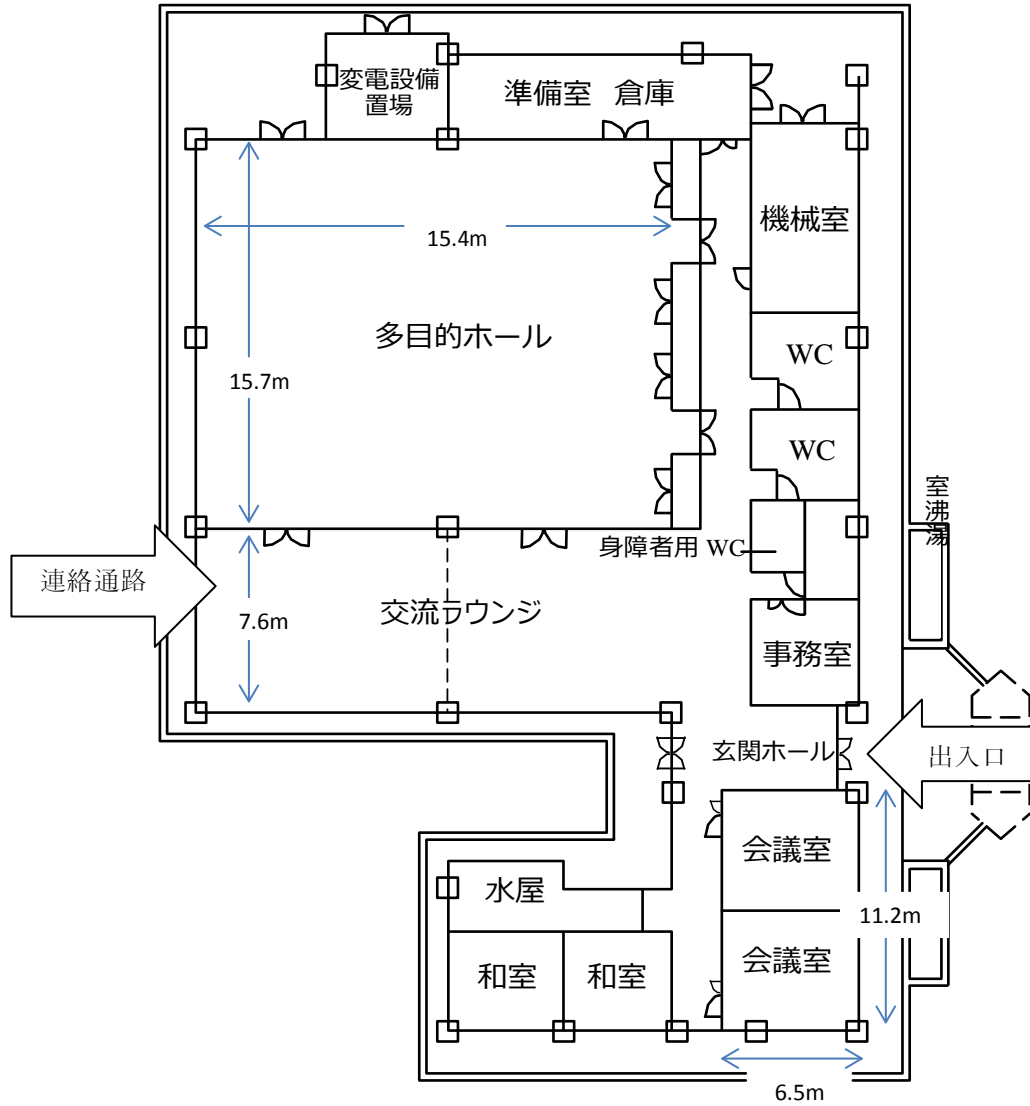 変電設備
置場
準備室 倉庫
機械室
15.4m
多目的ホール
15.7m
WC
WC
室沸湯
身障者用 WC
連絡通路
7.6m
交流ラウンジ
事務室
玄関ホール
出入口
会議室
水屋
11.2m
和室
和室
会議室
6.5m